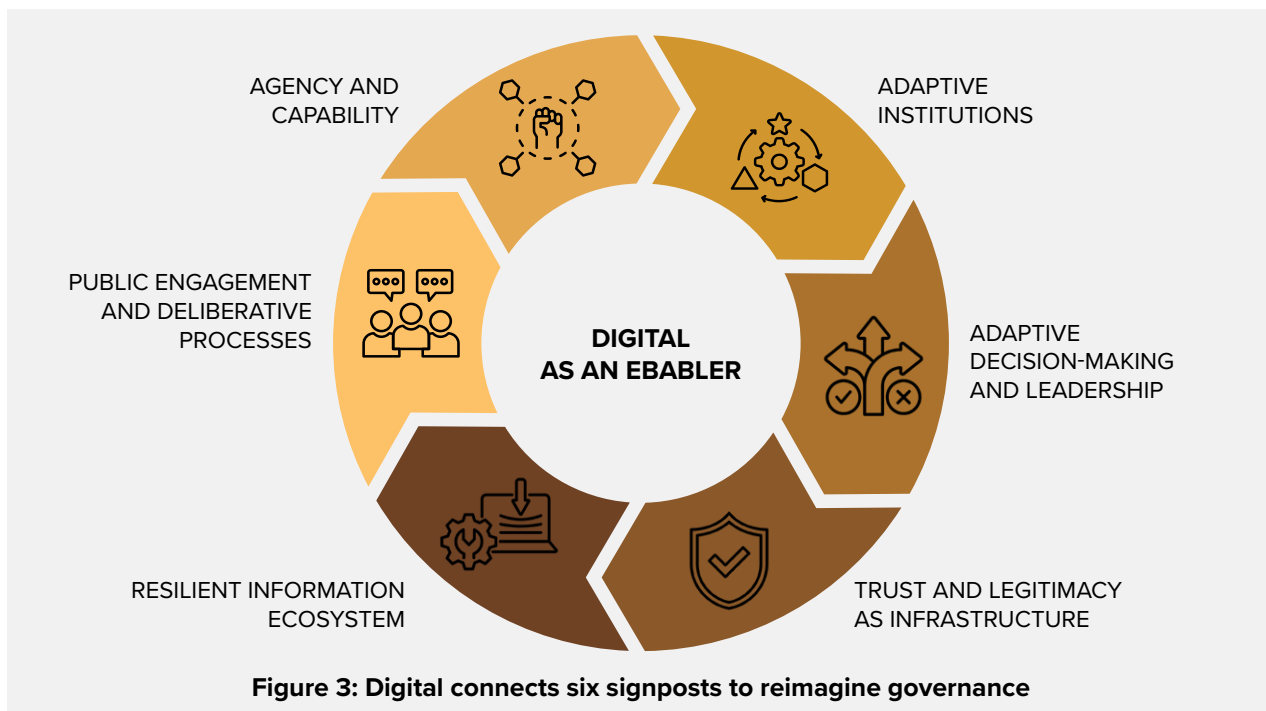 AGENCY AND
CAPABILITY
ADAPTIVE
INSTITUTIONS
PUBLIC ENGAGEMENT
AND DELIBERATIVE
PROCESSES
DIGITAL
AS AN EBABLER
ADAPTIVE
DECISION-MAKING
AND LEADERSHIP
RESILIENT INFORMATION
ECOSYSTEM
TRUST AND LEGITIMACY
AS INFRASTRUCTURE
Figure 3: Digital connects six signposts to reimagine governance